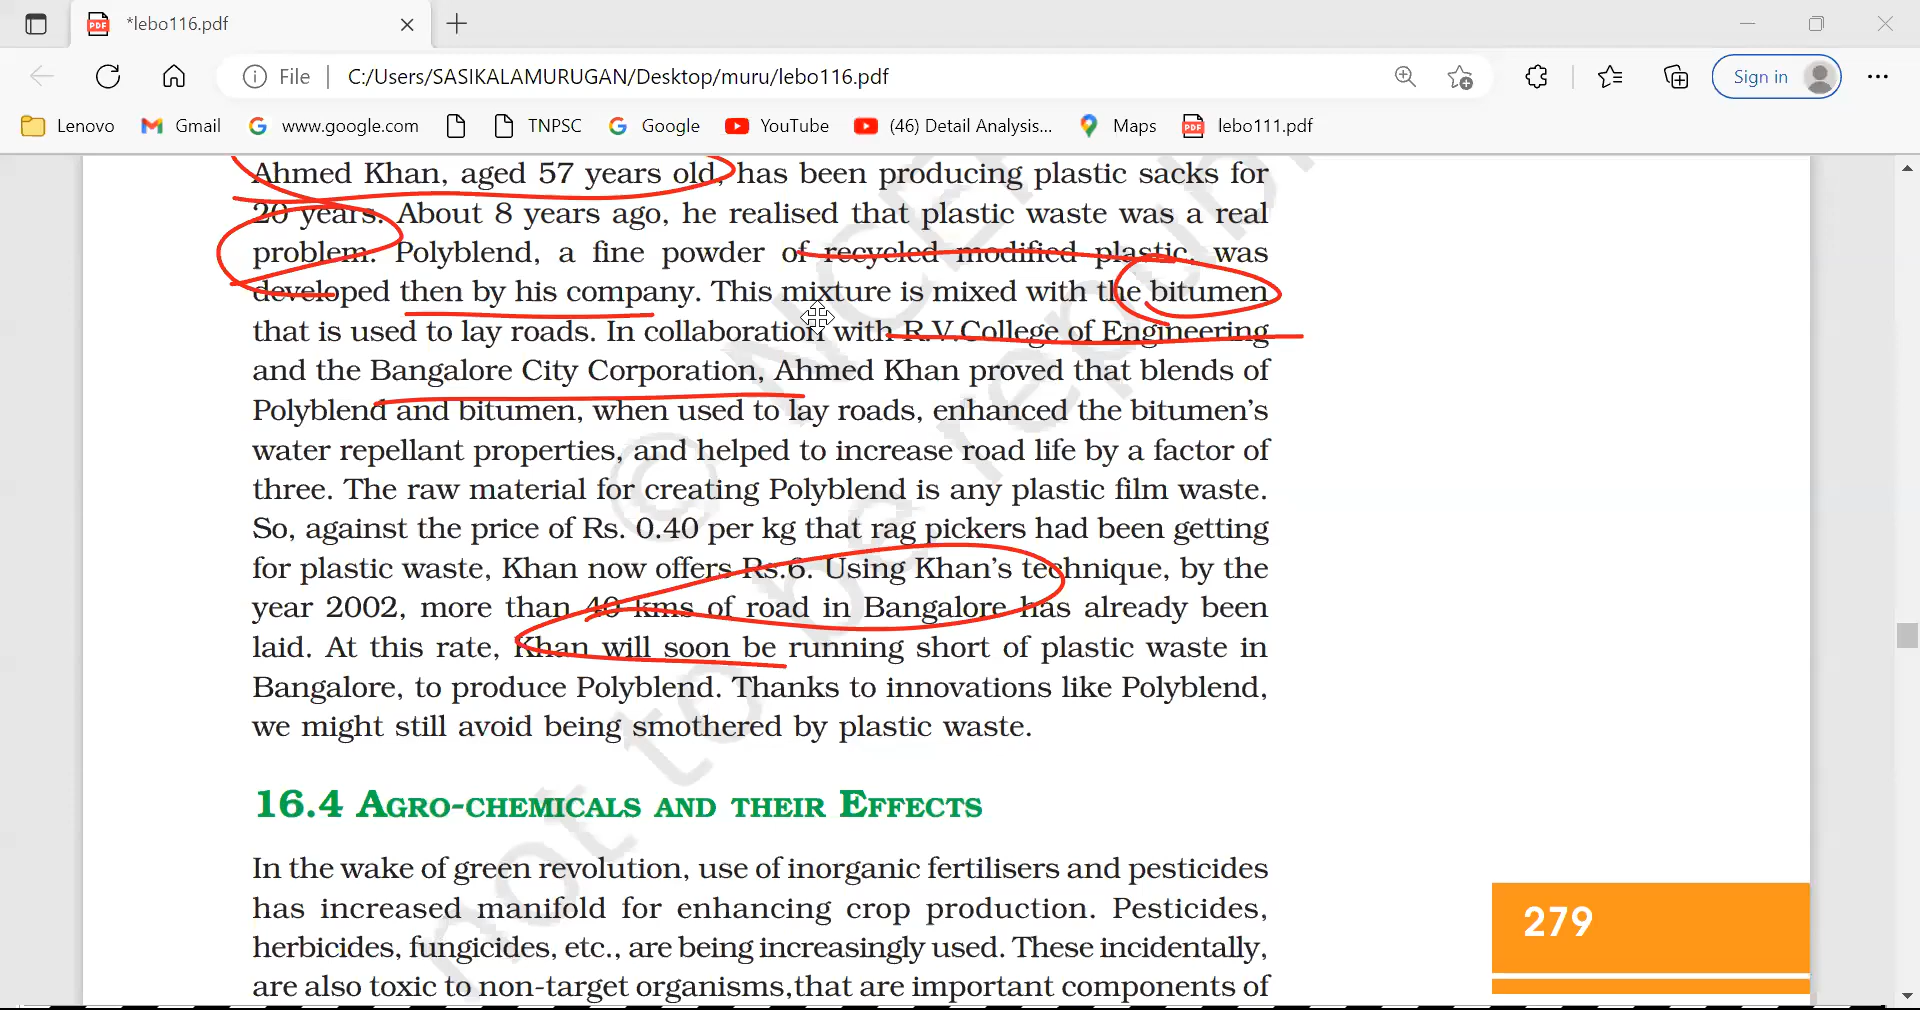 *lebo116.pdf
File
C:/Users/SASIKALAMURUGAN/Desktop/muru/lebo116.pdf
Sign in
Lenovo
Gmail
www.google.com
TNPSC
Google
YouTube
(46) Detail Analysis...
Maps
lebo111.pdf
Ahmed Khan, aged 57 years old, has been producing plastic sacks for
20 years. About 8 years ago, he realised that plastic waste was a real
problem. Polyblend, a fine powder of recycled modified plastic, was
developed then by his company. This mixture is mixed with the bitumen
that is used to lay roads. In collaboration with R.V.College of Engineering
and the Bangalore City Corporation, Ahmed Khan proved that blends of
Polyblend and bitumen, when used to lay roads, enhanced the bitumen's
water repellant properties, and helped to increase road life by a factor of
three. The raw material for creating Polyblend is any plastic film waste.
So, against the price of Rs. 0.40 per kg that rag pickers had been getting
for plastic waste, Khan now offers Rs.6. Using Khan's technique, by the
year 2002, more than 40 kms of road in Bangalore has already been
laid. At this rate, Khan will soon be running short of plastic waste in
Bangalore, to produce Polyblend. Thanks to innovations like Polyblend,
we might still avoid being smothered by plastic waste.
16.4 AGRO-CHEMICALS AND THEIR EFFECTS
In the wake of green revolution, use of inorganic fertilisers and pesticides
has increased manifold for enhancing crop production. Pesticides,
herbicides, fungicides, etc., are being increasingly used. These incidentally,
are also toxic to non-target organisms,that are important components of
279
© NCE
not to be republ